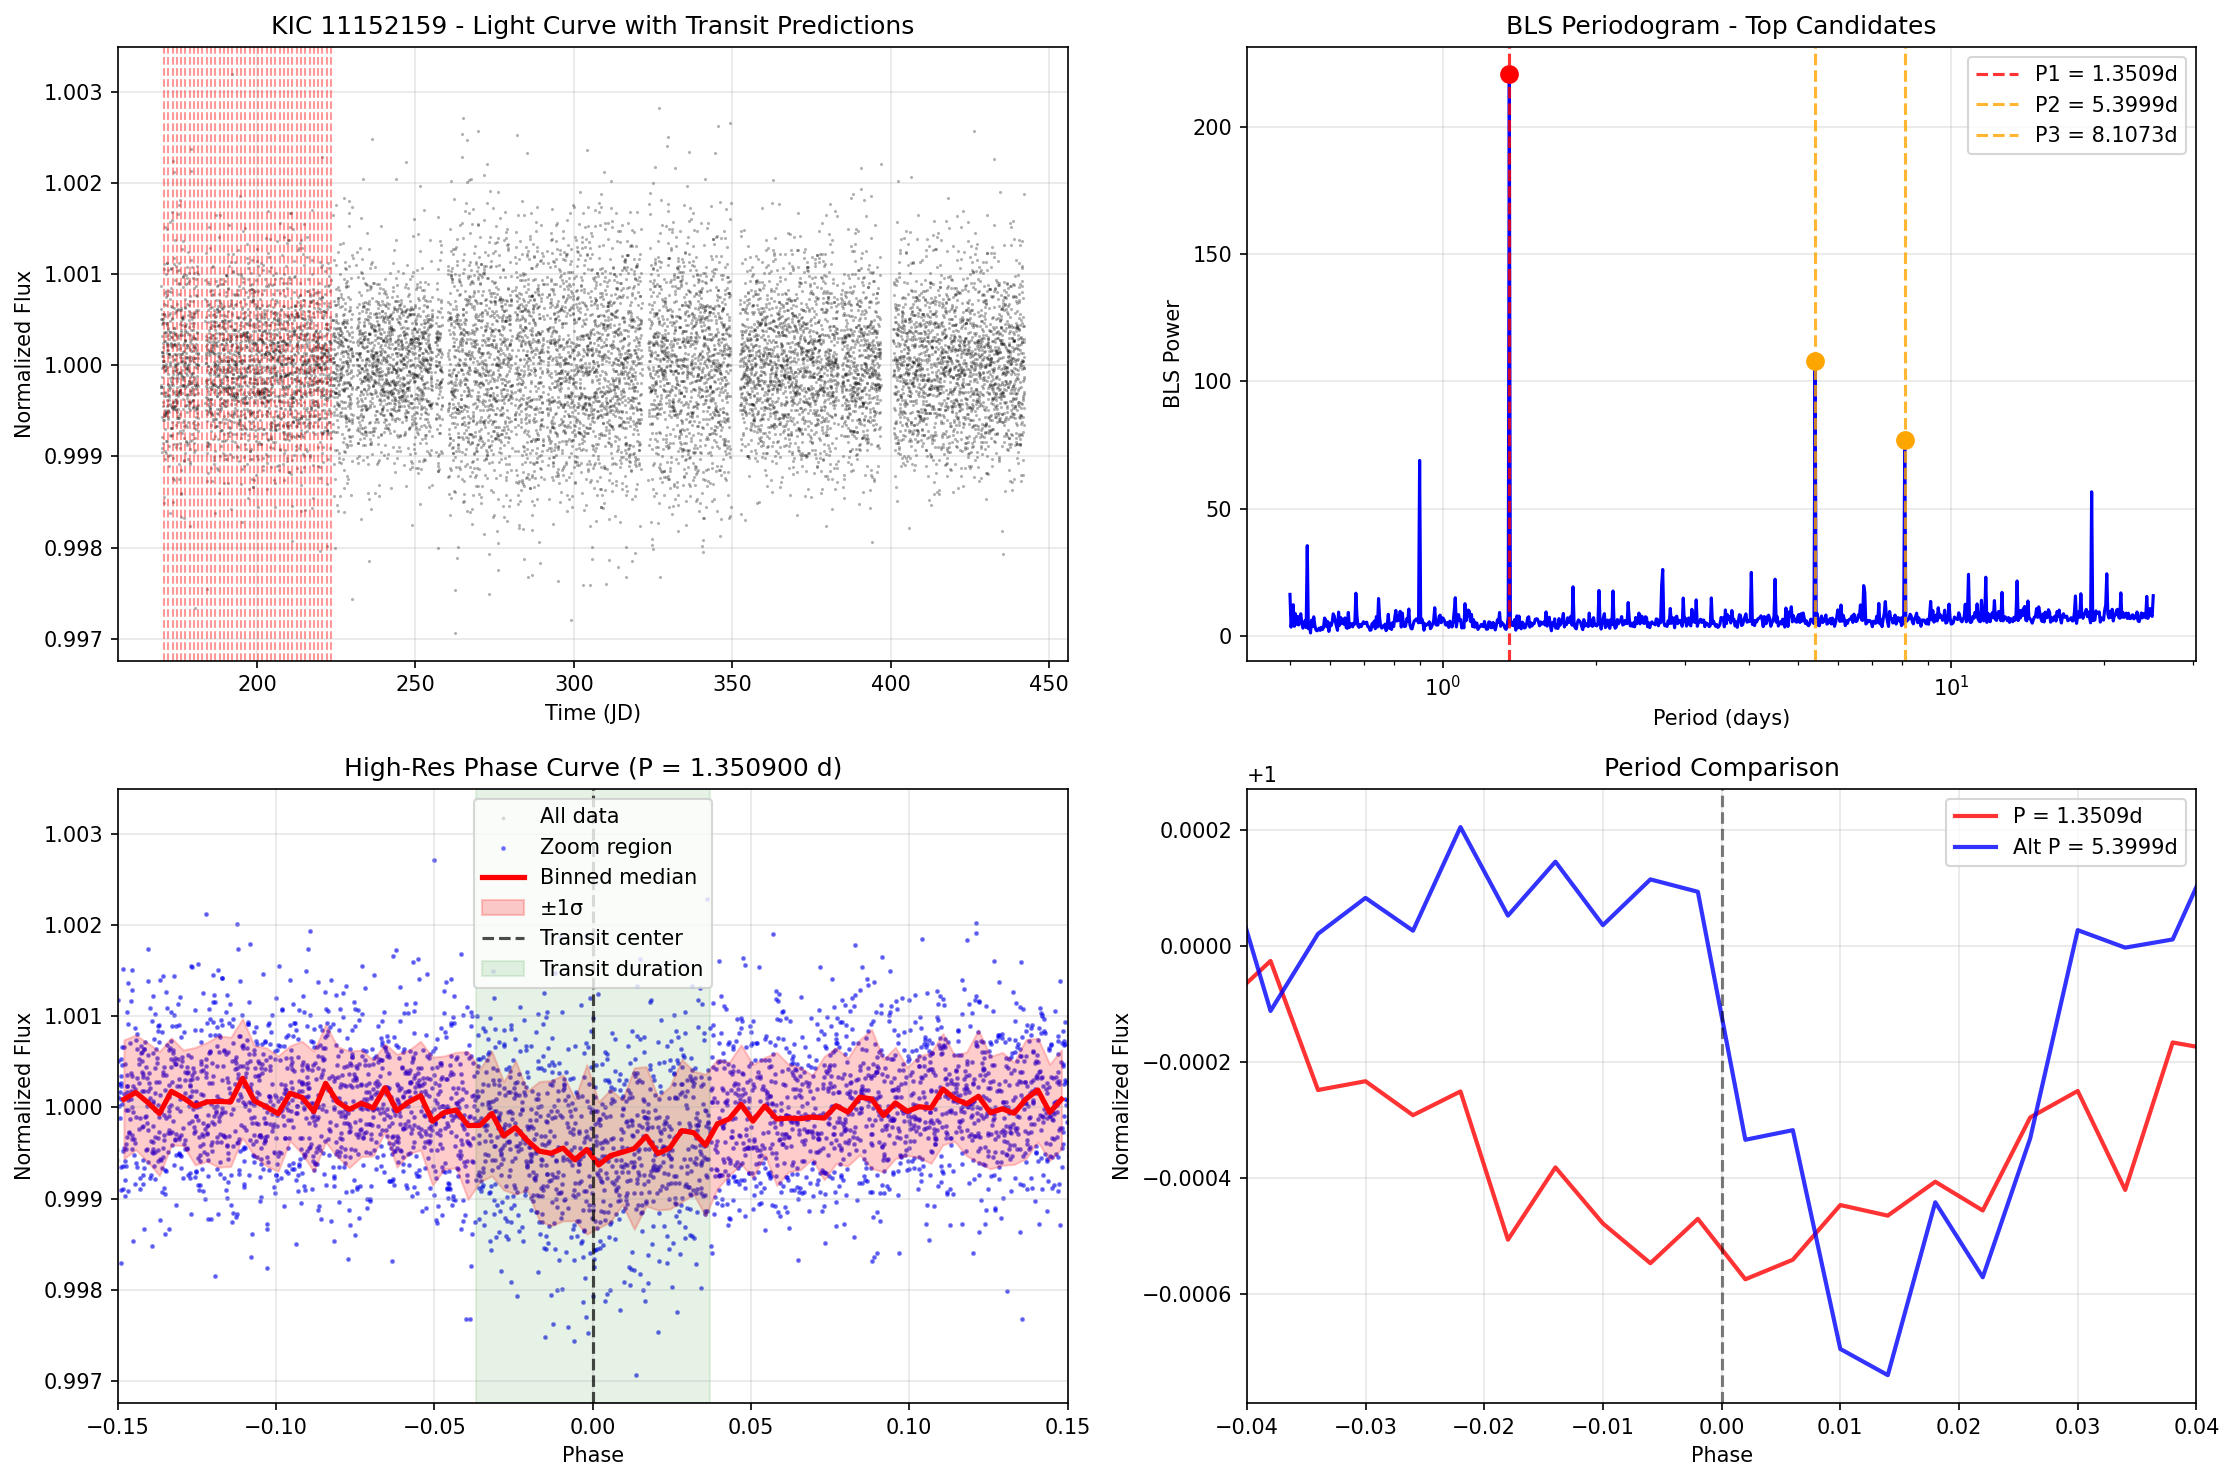 KIC 11152159 - Light Curve with Transit Predictions
Normalized Flux
1.003
1.002
1.001
1.000
0.999
0.998
0.997
200
250
300
350
400
450
Time (JD)
BLS Periodogram - Top Candidates
P1 = 1.3509d
P2 = 5.3999d
P3 = 8.1073d
BLS Power
200
150
100
50
0
10⁰
10¹
Period (days)
High-Res Phase Curve (P = 1.350900 d)
All data
Zoom region
Binned median
±1σ
Transit center
Transit duration
Normalized Flux
1.003
1.002
1.001
1.000
0.999
0.998
0.997
−0.15
−0.10
−0.05
0.00
0.05
0.10
0.15
Phase
Period Comparison
+1
P = 1.3509d
Alt P = 5.3999d
Normalized Flux
0.0002
0.0000
−0.0002
−0.0004
−0.0006
−0.04
−0.03
−0.02
−0.01
0.00
0.01
0.02
0.03
0.04
Phase